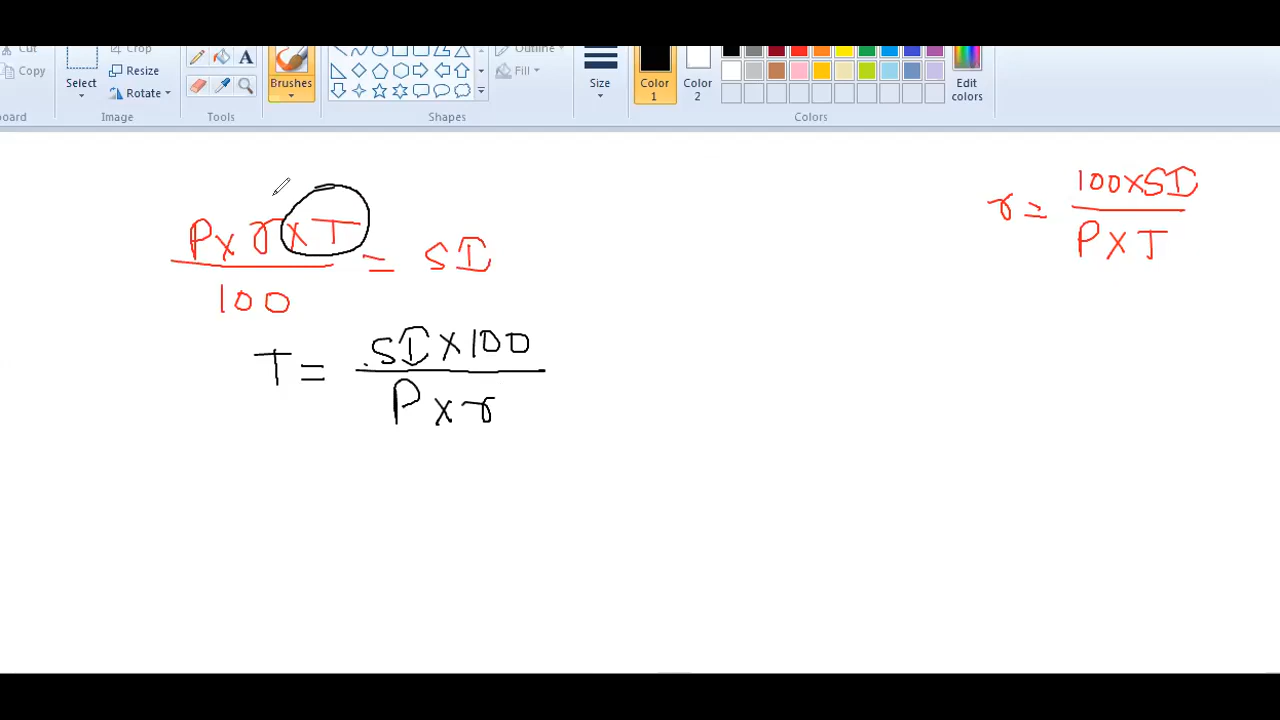 Cut
Crop
Outline
Copy
Select
Resize
Rotate
Brushes
Fill
Size
Color 1
Color 2
Edit colors
board
Image
Tools
Shapes
Colors
P x r x T
100
= SI
r = 100 x SI
P x T
T = SI x 100
P x r